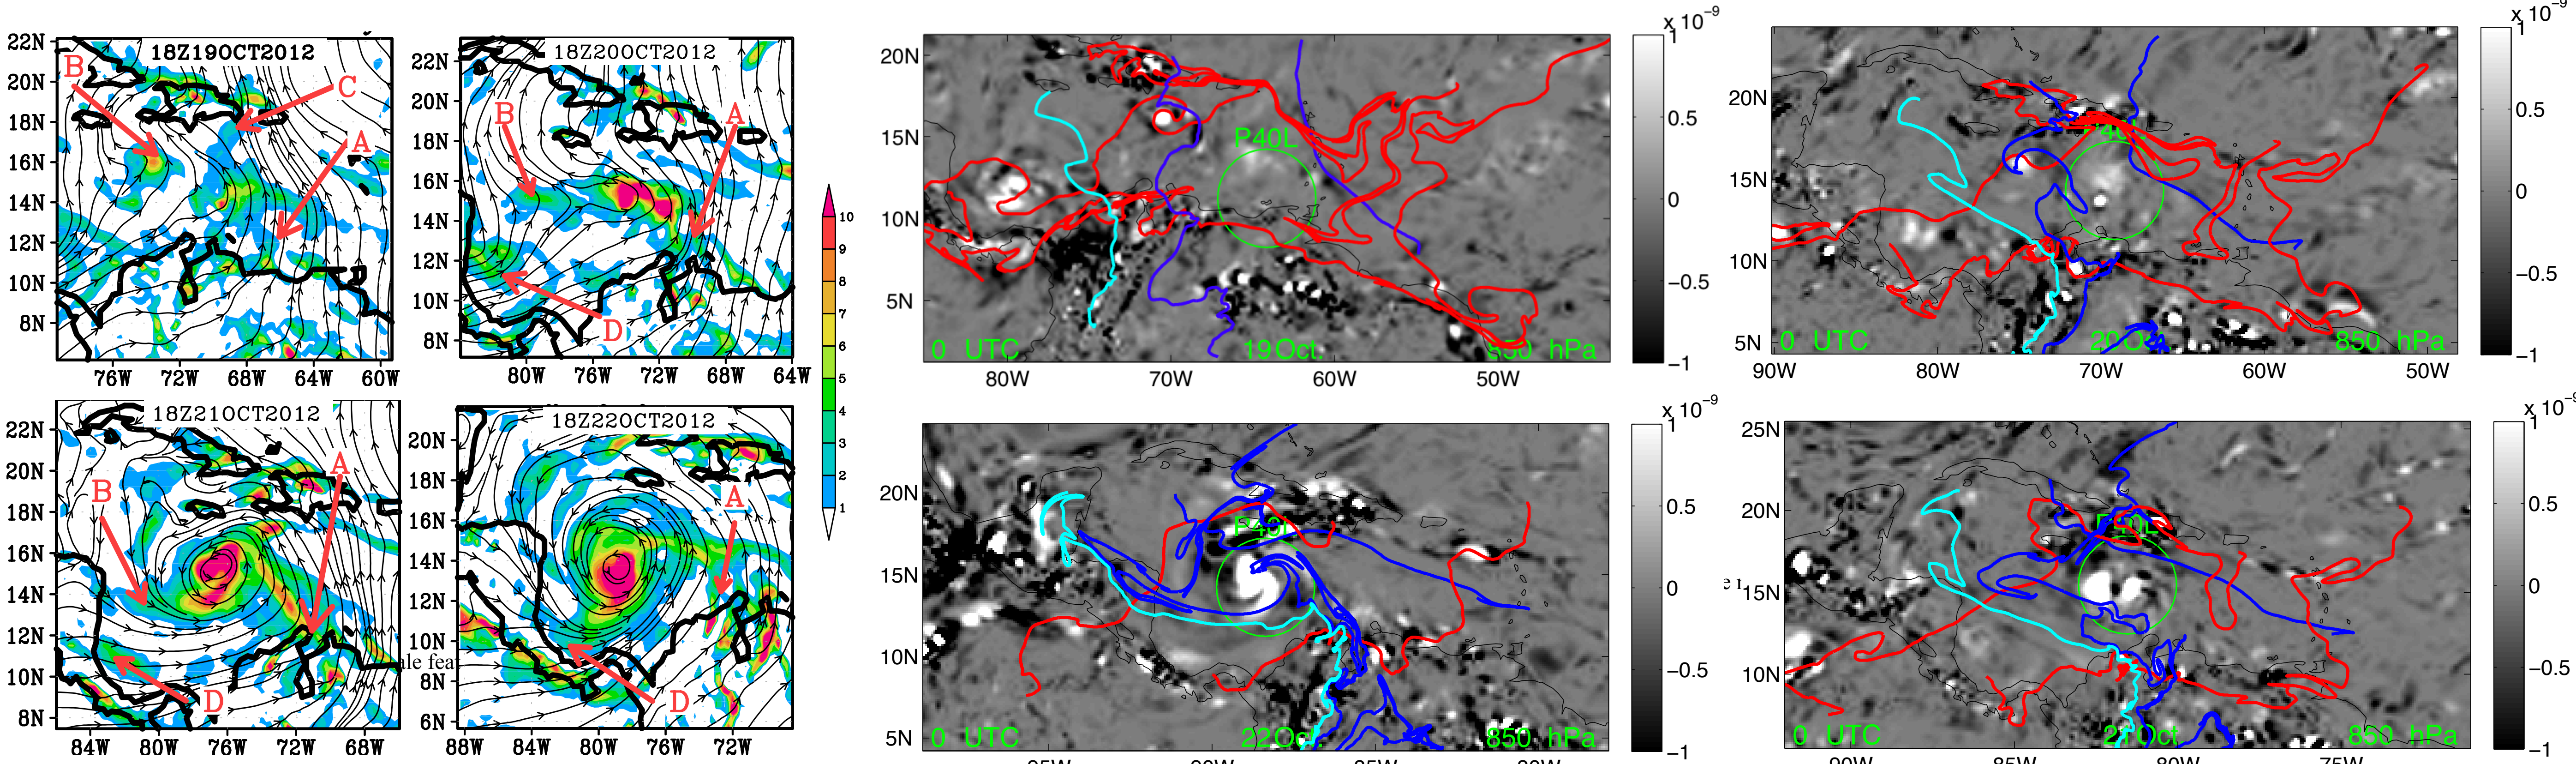 18Z19OCT2012
B
C
A
22N
20N
18N
16N
14N
12N
10N
8N
76W 72W 68W 64W 60W
18Z20OCT2012
B
A
D
22N
20N
18N
16N
14N
12N
10N
8N
80W 76W 72W 68W 64W
18Z21OCT2012
B
A
D
22N
20N
18N
16N
14N
12N
10N
8N
84W 80W 76W 72W 68W
ale feat
18Z22OCT2012
A
D
20N
18N
16N
14N
12N
10N
8N
6N
88W 84W 80W 76W 72W
10
9
8
7
6
5
4
3
2
1
x 10-9
1
0.5
0
-0.5
-1
20N
15N
10N
5N
P40L
0 UTC 19 Oct. 850 hPa
80W 70W 60W 50W
x 10-9
1
0.5
0
-0.5
-1
20N
15N
10N
5N
0 UTC 850 hPa
90W 80W 70W 60W 50W
x 10-9
1
0.5
0
-0.5
-1
20N
15N
10N
5N
0 UTC 22 Oct. 850 hPa
x 10-9
1
0.5
0
-0.5
-1
25N
20N
15N
10N
0 UTC 850 hPa